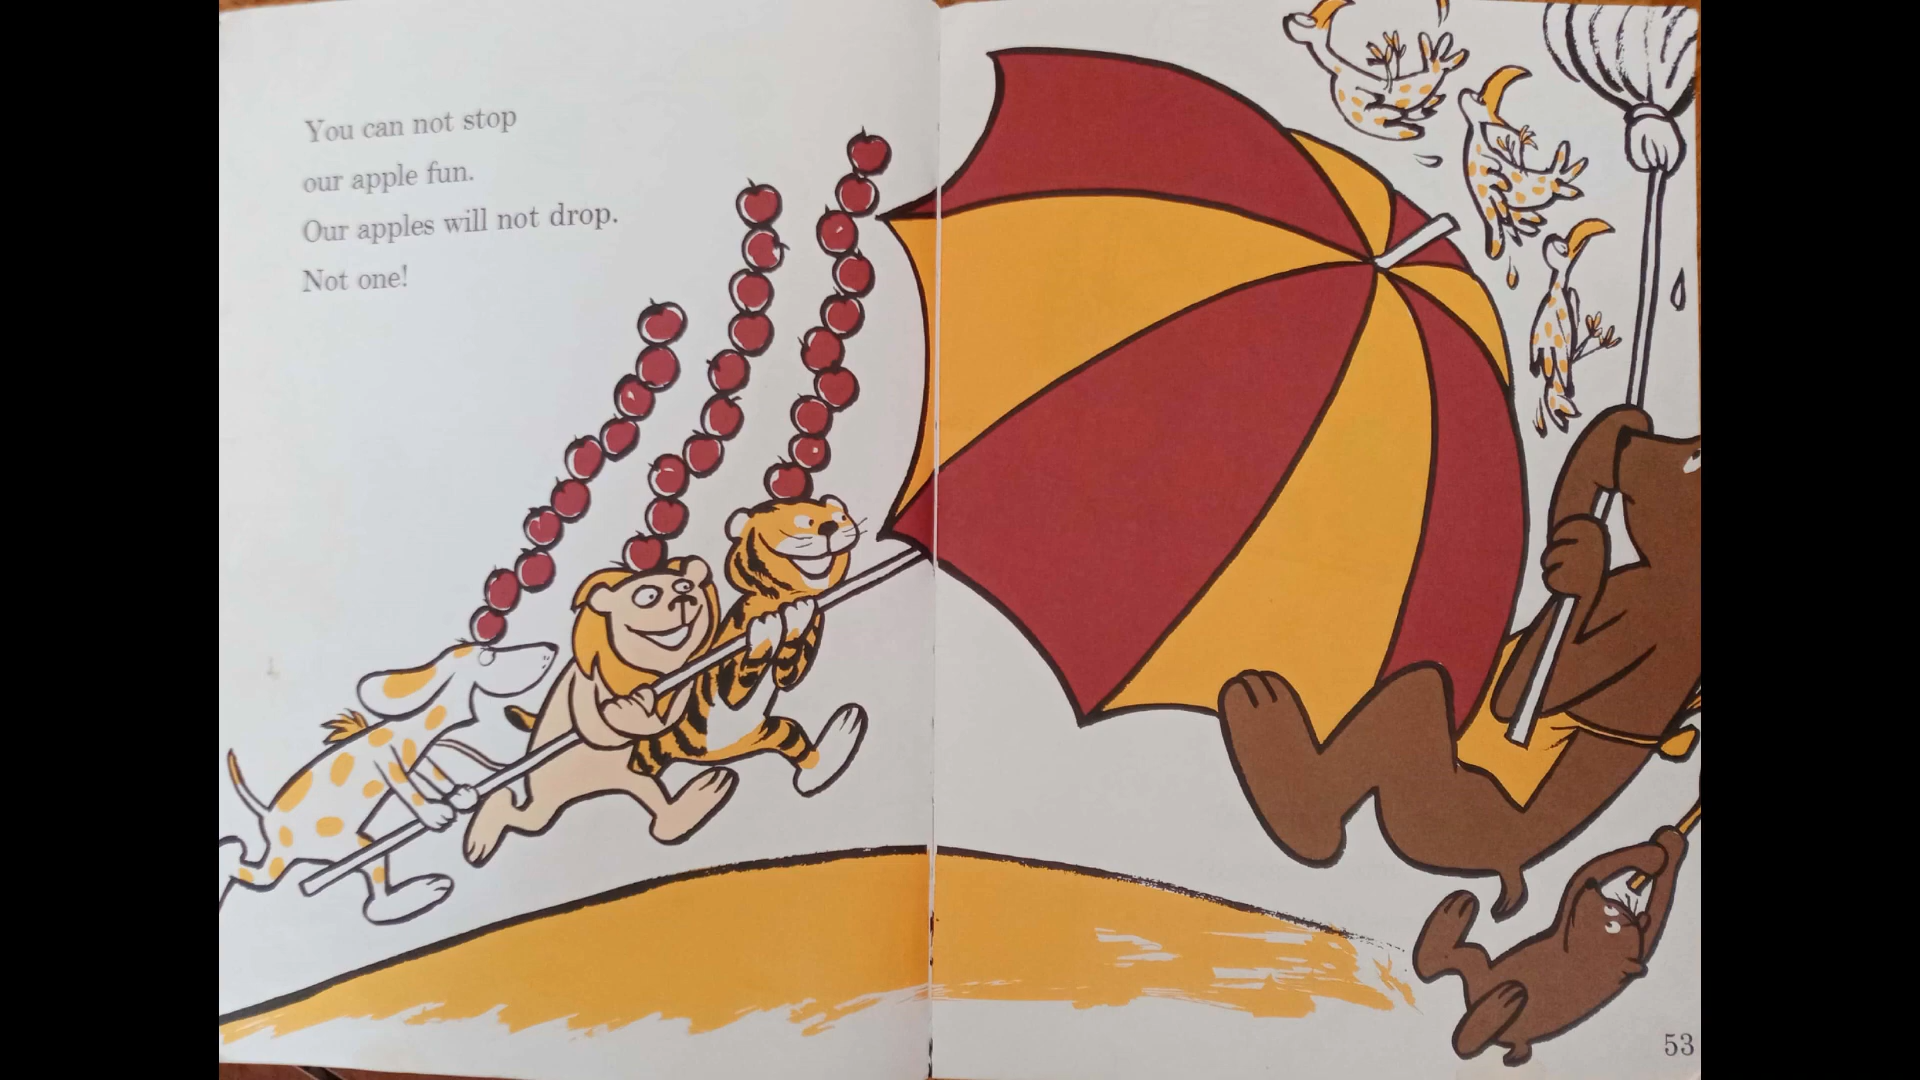 You can not stop
our apple fun.
Our apples will not drop.
Not one!
53